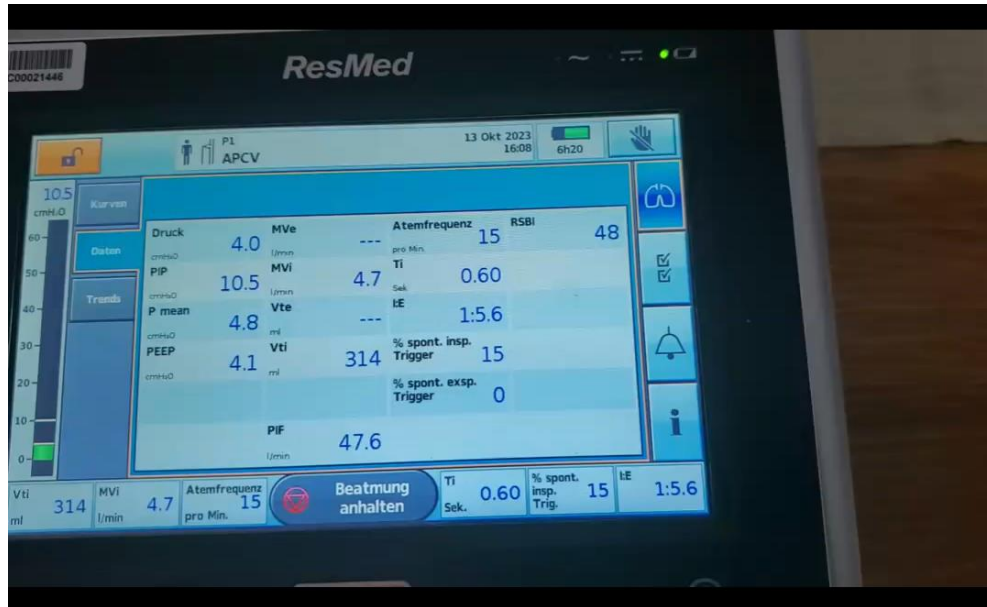 C00021446
ResMed
P1
APCV
13 Okt 2023
16:08
6h20
10.5
cmH₂O
60
50
40
30
20
10
0
Kurven
Daten
Trends
Druck
cmH₂O
4.0
MVe
l/min
---
Atemfrequenz
pro Min.
15
RSBI
48
PIP
cmH₂O
10.5
MVi
l/min
4.7
Ti
Sek.
0.60
P mean
cmH₂O
4.8
Vte
ml
---
I:E
1:5.6
PEEP
cmH₂O
4.1
Vti
ml
314
% spont. insp.
Trigger
15
% spont. exsp.
Trigger
0
PIF
l/min
47.6
i
Vti
ml
314
MVi
l/min
4.7
Atemfrequenz
pro Min.
15
Beatmung
anhalten
Ti
Sek.
0.60
% spont.
insp.
Trig.
15
I:E
1:5.6